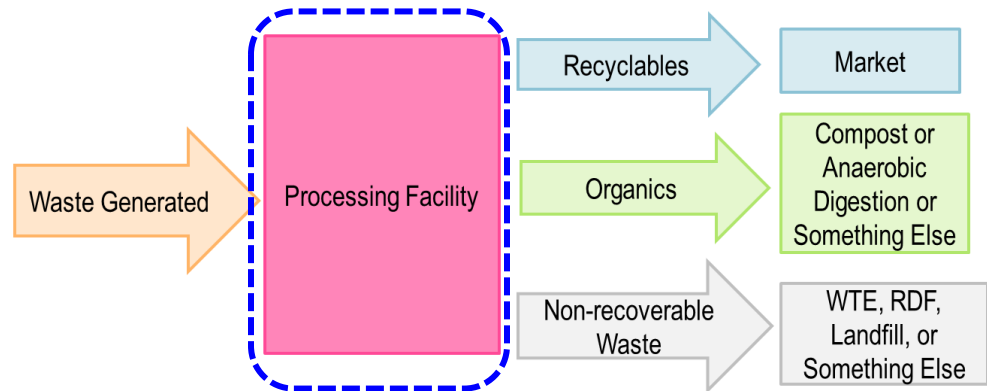 Waste Generated
Processing Facility
Recyclables
Market
Organics
Compost or
Anaerobic
Digestion or
Something Else
Non-recoverable
Waste
WTE, RDF,
Landfill, or
Something Else